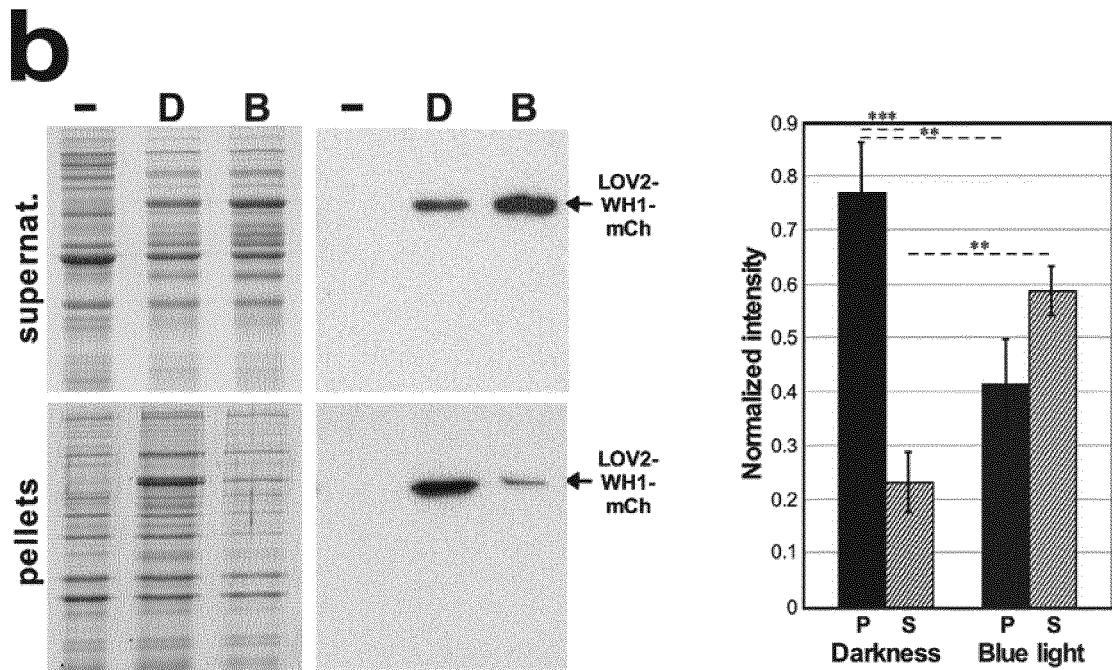 b
– D B
– D B
supernat.
LOV2-
WH1-
mCh
pellets
LOV2-
WH1-
mCh
Normalized intensity
0.9
0.8
0.7
0.6
0.5
0.4
0.3
0.2
0.1
0
***
**
**
P S P S
Darkness Blue light